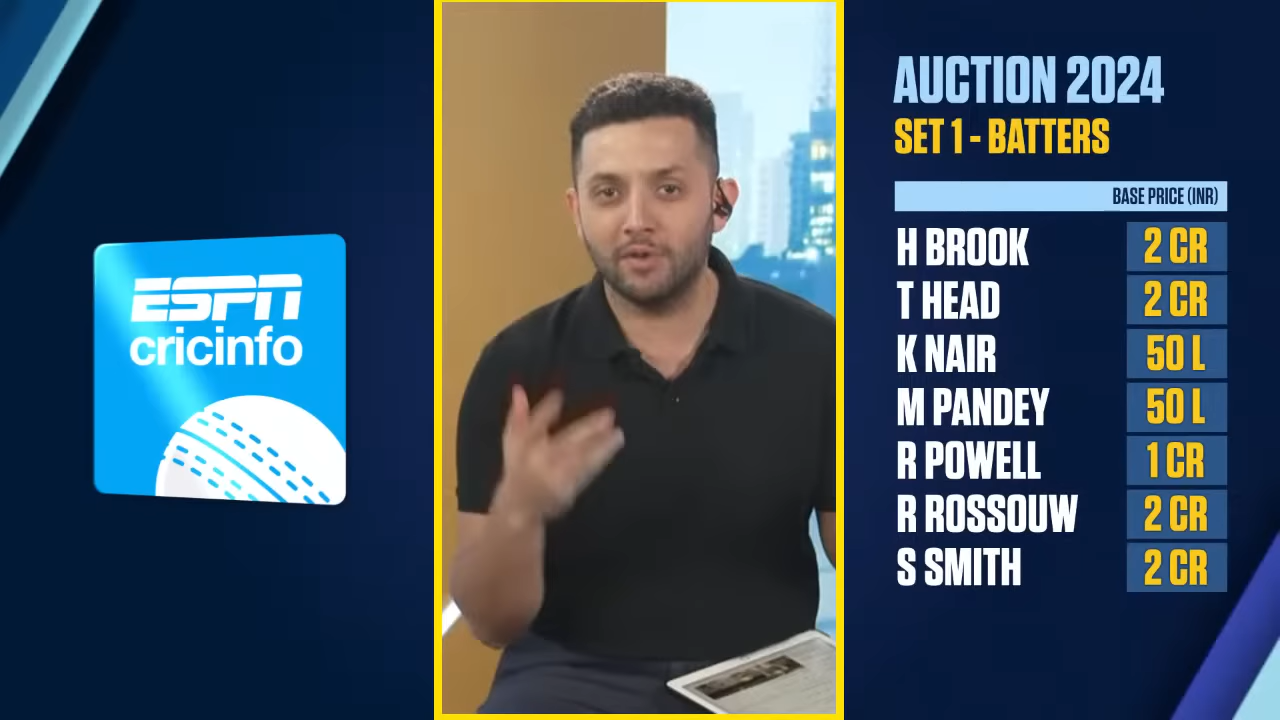 ESPN
cricinfo
AUCTION 2024
SET 1 - BATTERS
BASE PRICE (INR)
H BROOK 2 CR
T HEAD 2 CR
K NAIR 50 L
M PANDEY 50 L
R POWELL 1 CR
R ROSSOUW 2 CR
S SMITH 2 CR